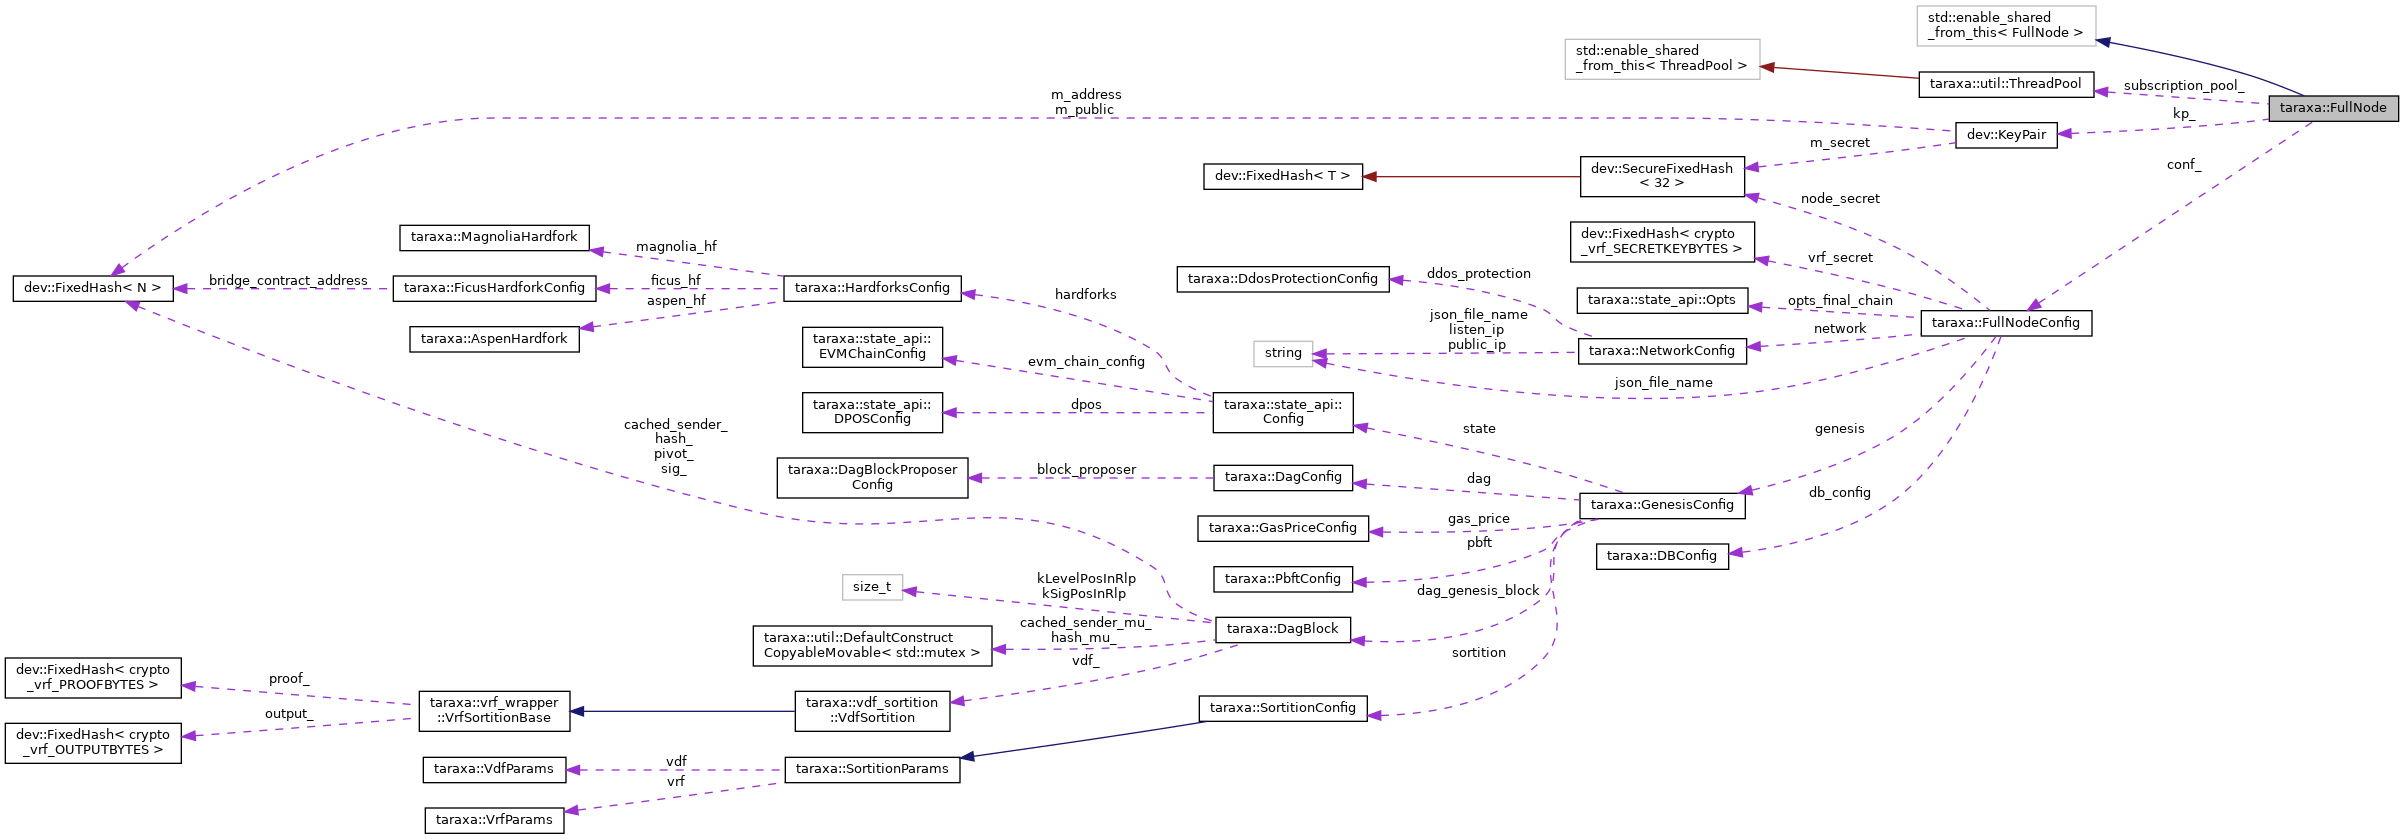 std::enable_shared
_from_this< FullNode >
std::enable_shared
_from_this< ThreadPool >
taraxa::util::ThreadPool
subscription_pool_
taraxa::FullNode
m_address
m_public
kp_
dev::KeyPair
m_secret
conf_
dev::FixedHash< T >
dev::SecureFixedHash
< 32 >
node_secret
taraxa::MagnoliaHardfork
magnolia_hf
dev::FixedHash< crypto
_vrf_SECRETKEYBYTES >
vrf_secret
dev::FixedHash< N >
bridge_contract_address
taraxa::FicusHardforkConfig
ficus_hf
taraxa::HardforksConfig
hardforks
taraxa::DdosProtectionConfig
ddos_protection
taraxa::state_api::Opts
opts_final_chain
aspen_hf
taraxa::AspenHardfork
taraxa::state_api::
EVMChainConfig
evm_chain_config
string
json_file_name
listen_ip
public_ip
taraxa::NetworkConfig
network
taraxa::FullNodeConfig
json_file_name
taraxa::state_api::
DPOSConfig
dpos
taraxa::state_api::
Config
state
genesis
cached_sender_
hash_
pivot_
sig_
taraxa::DagBlockProposer
Config
block_proposer
taraxa::DagConfig
dag
taraxa::GenesisConfig
db_config
taraxa::GasPriceConfig
gas_price
pbft
taraxa::DBConfig
taraxa::PbftConfig
size_t
kLevelPosInRlp
kSigPosInRlp
dag_genesis_block
taraxa::util::DefaultConstruct
CopyableMovable< std::mutex >
cached_sender_mu_
hash_mu_
taraxa::DagBlock
vdf_
sortition
dev::FixedHash< crypto
_vrf_PROOFBYTES >
proof_
taraxa::vrf_wrapper
::VrfSortitionBase
taraxa::vdf_sortition
::VdfSortition
taraxa::SortitionConfig
output_
dev::FixedHash< crypto
_vrf_OUTPUTBYTES >
taraxa::VdfParams
vdf
taraxa::SortitionParams
vrf
taraxa::VrfParams